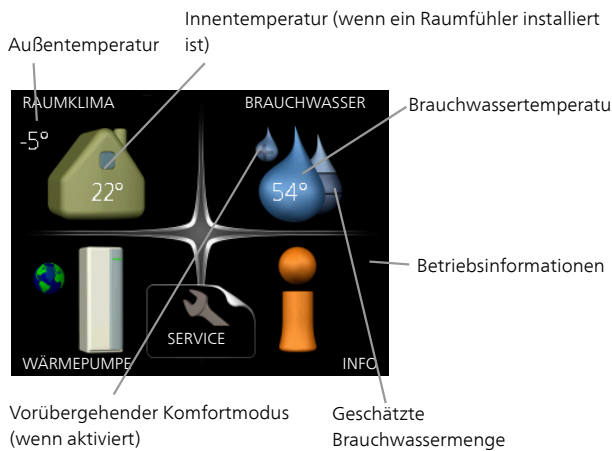 Innentemperatur (wenn ein Raumfühler installiert
ist)
Außentemperatur
RAUMKLIMA
BRAUCHWASSER
Brauchwassertemperatu
-5°
22°
54°
Betriebsinformationen
SERVICE
WÄRMEPUMPE
INFO
Vorübergehender Komfortmodus
(wenn aktiviert)
Geschätzte
Brauchwassermenge